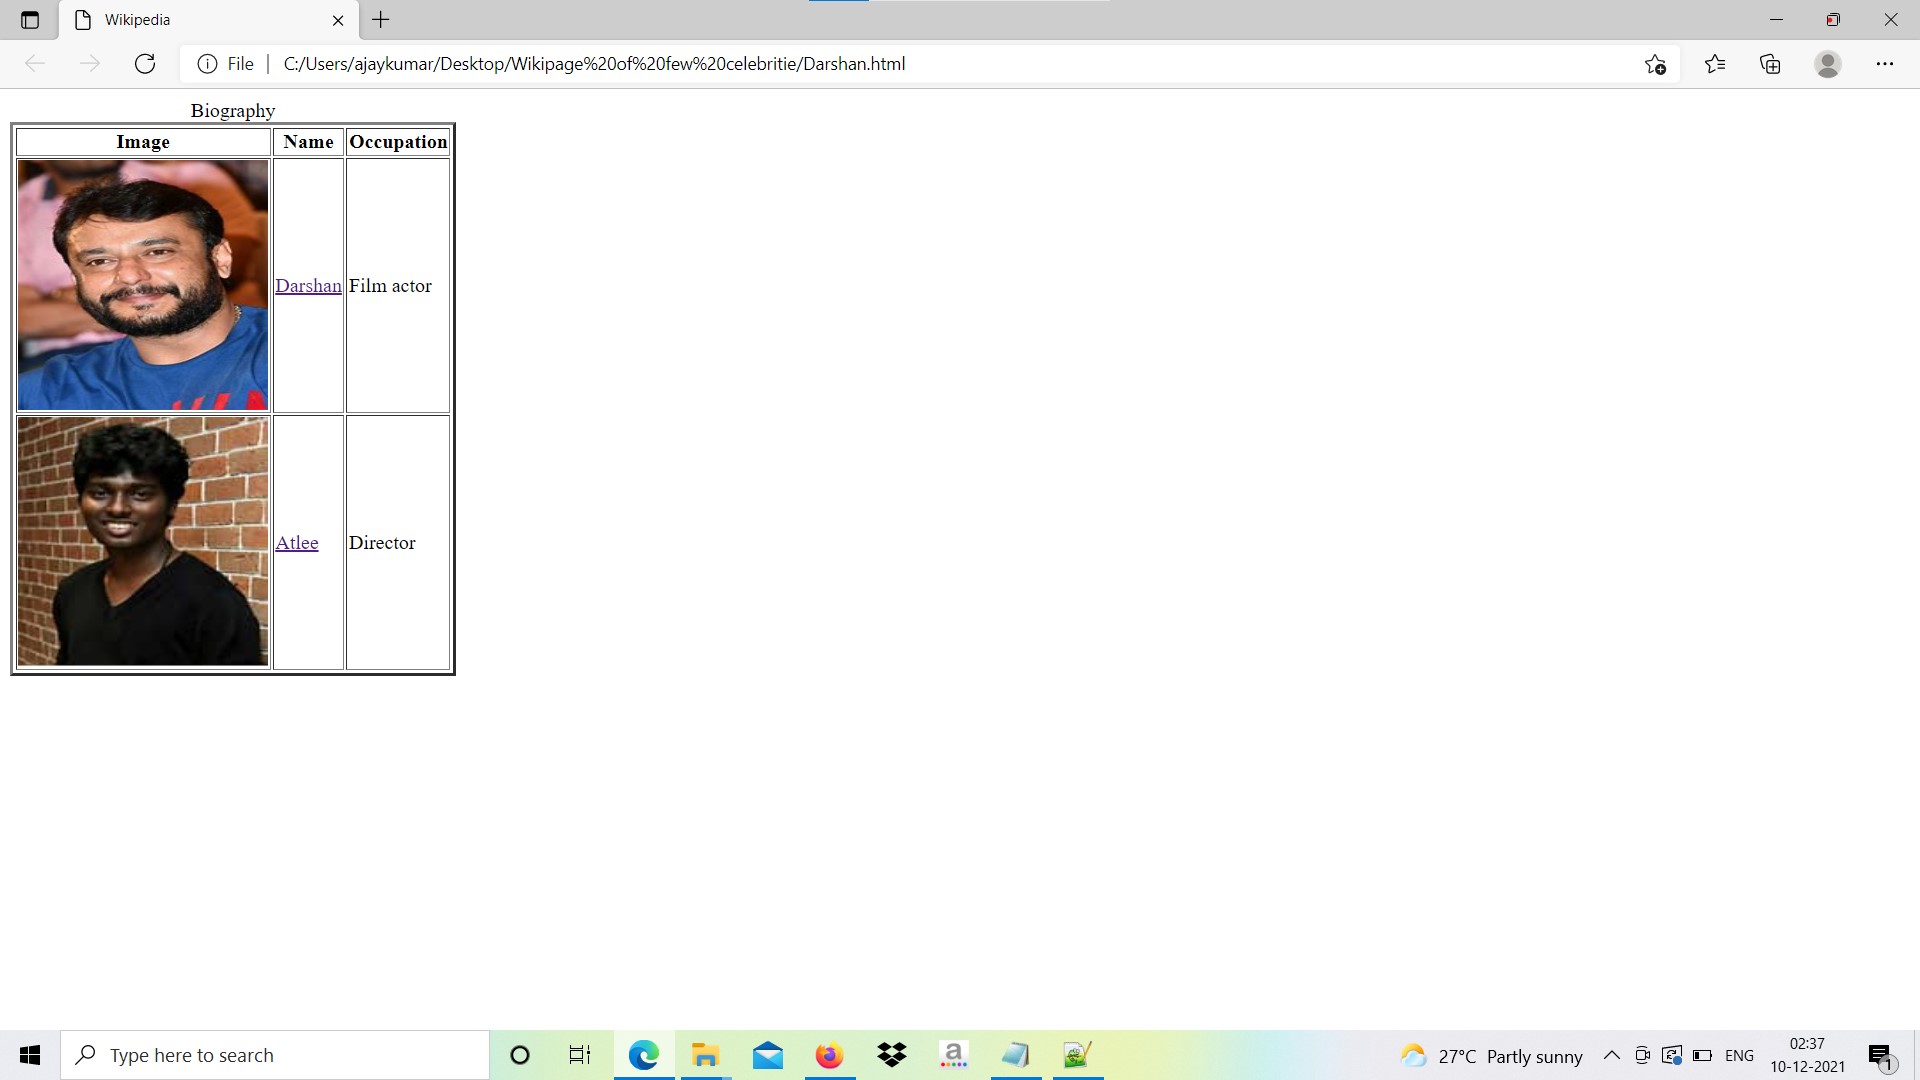 Wikipedia
File
C:/Users/ajaykumar/Desktop/Wikipage%20of%20few%20celebritie/Darshan.html
Biography
Image Name Occupation
Darshan Film actor
Atlee Director
Type here to search
a
27°C Partly sunny
ENG
02:37
10-12-2021
1